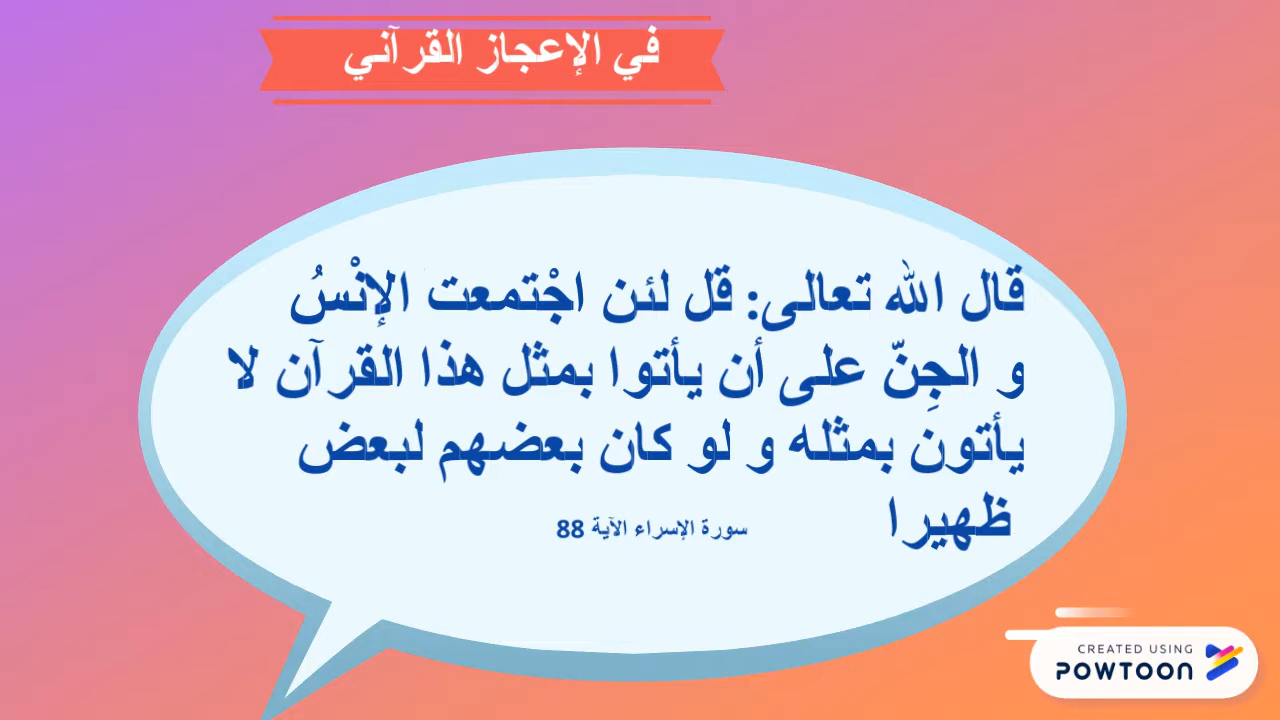 في الإعجاز القرآني
قال الله تعالى: قل لئن اجْتمعت الإنْسُ
و الجِنّ على أن يأتوا بمثل هذا القرآن لا
يأتون بمثله و لو كان بعضهم لبعض
ظهيرا
سورة الإسراء الآية 88
CREATED USING
POWTOON